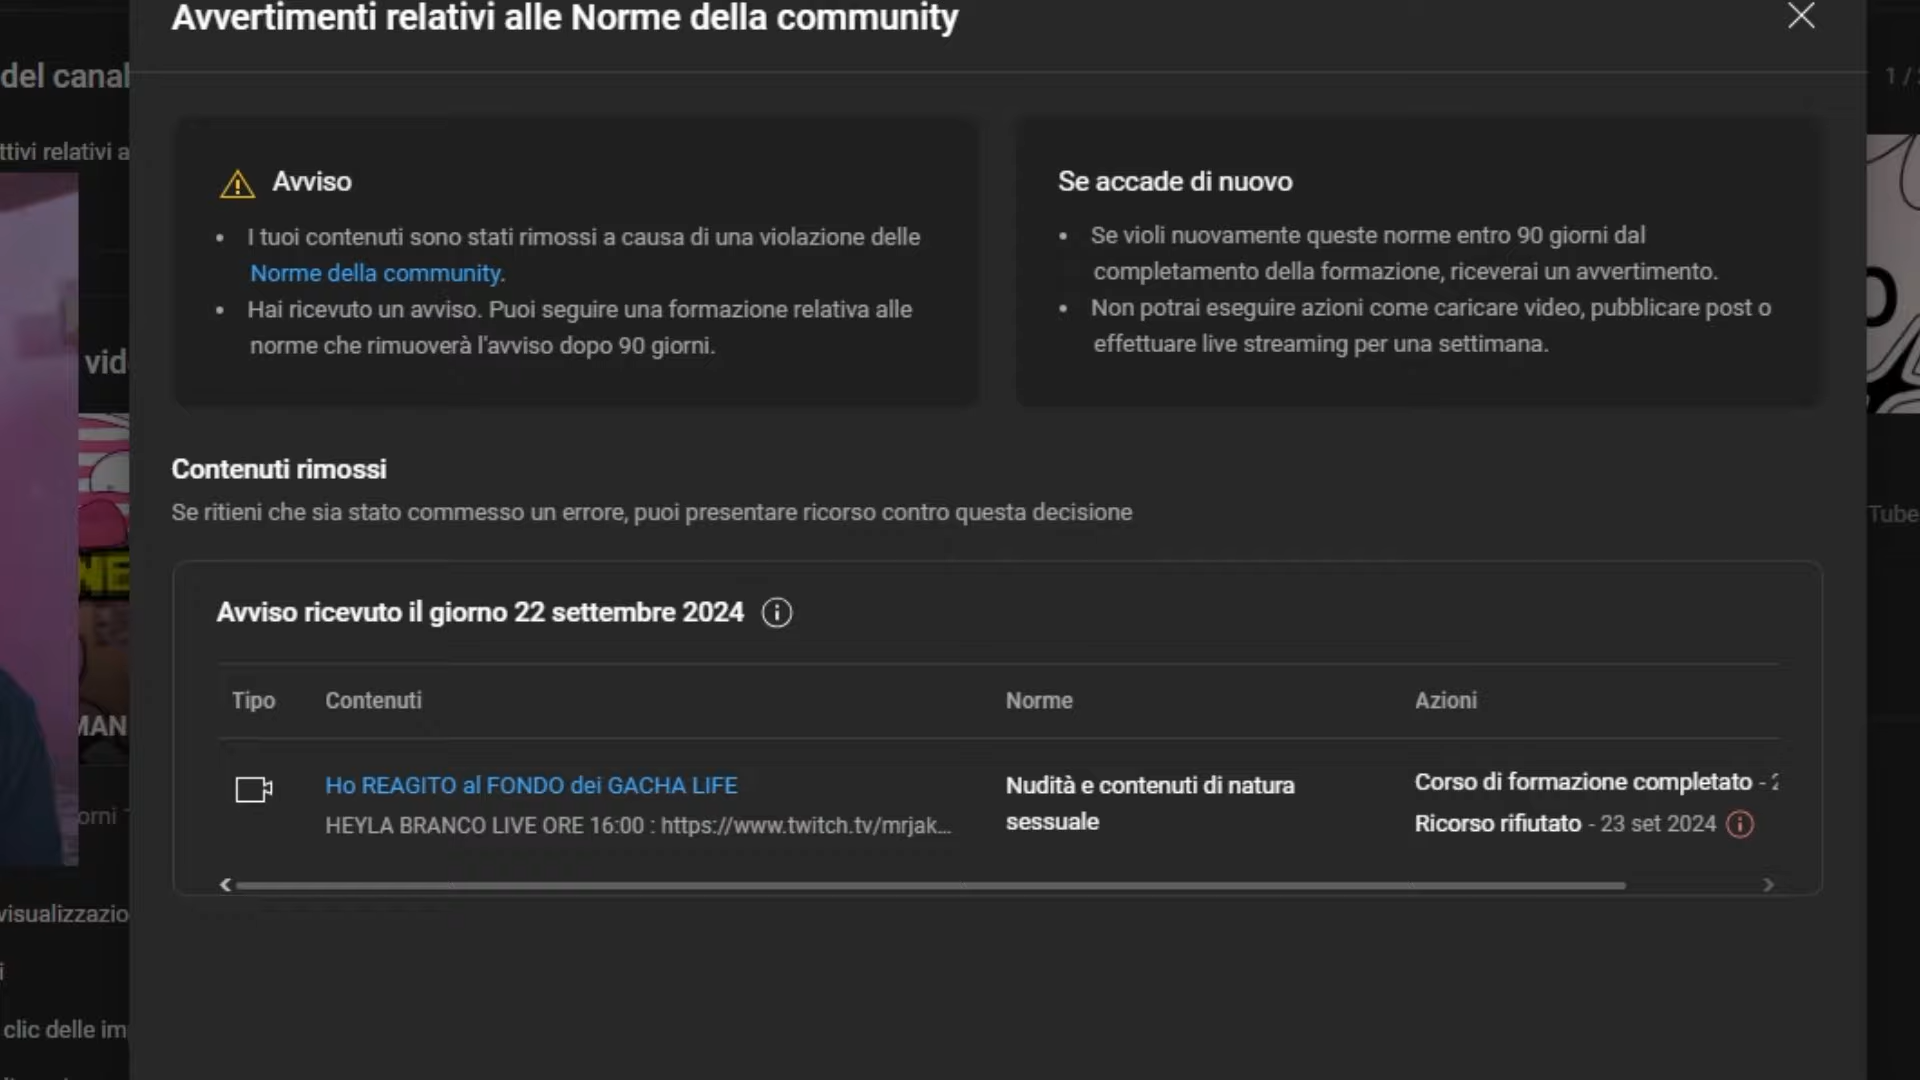 Avvertimenti relativi alle Norme della community
del canal
1 /
ttivi relativi a
Avviso
I tuoi contenuti sono stati rimossi a causa di una violazione delle
Norme della community.
Hai ricevuto un avviso. Puoi seguire una formazione relativa alle
norme che rimuoverà l'avviso dopo 90 giorni.
Se accade di nuovo
Se violi nuovamente queste norme entro 90 giorni dal
completamento della formazione, riceverai un avvertimento.
Non potrai eseguire azioni come caricare video, pubblicare post o
effettuare live streaming per una settimana.
vid
Contenuti rimossi
Se ritieni che sia stato commesso un errore, puoi presentare ricorso contro questa decisione
Tube
NE
Avviso ricevuto il giorno 22 settembre 2024
Tipo
Contenuti
Norme
Azioni
MAN
Ho REAGITO al FONDO dei GACHA LIFE
HEYLA BRANCO LIVE ORE 16:00 : https://www.twitch.tv/mrjak...
Nudità e contenuti di natura
sessuale
Corso di formazione completato - 2
Ricorso rifiutato - 23 set 2024
orni
visualizzazio
i
clic delle im